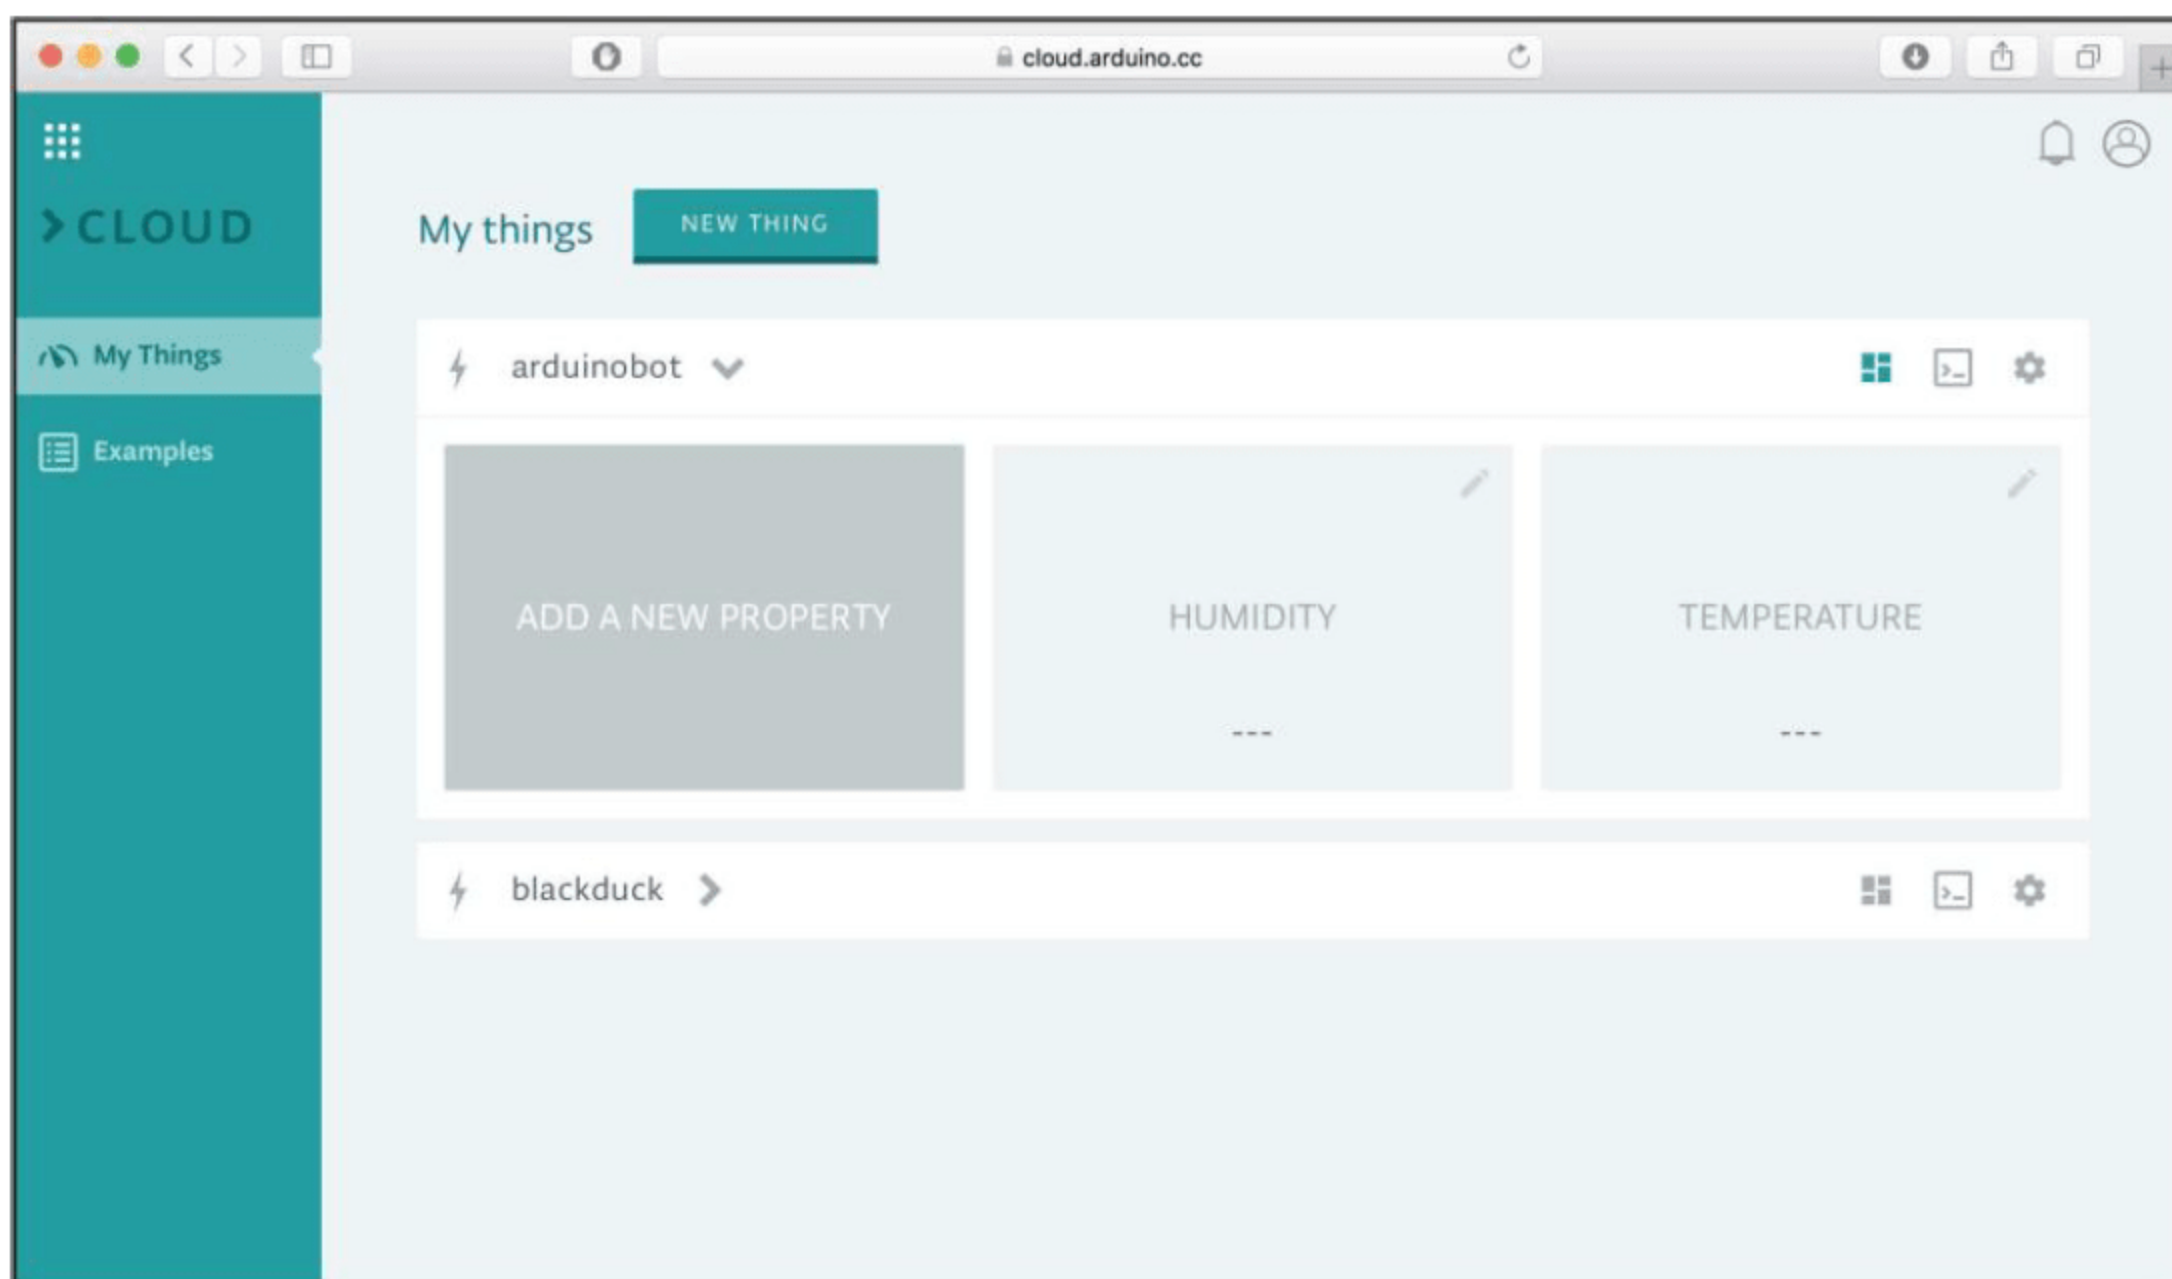 cloud.arduino.cc
CLOUD
My things
NEW THING
My Things
Examples
arduinobot
ADD A NEW PROPERTY
HUMIDITY
---
TEMPERATURE
---
blackduck